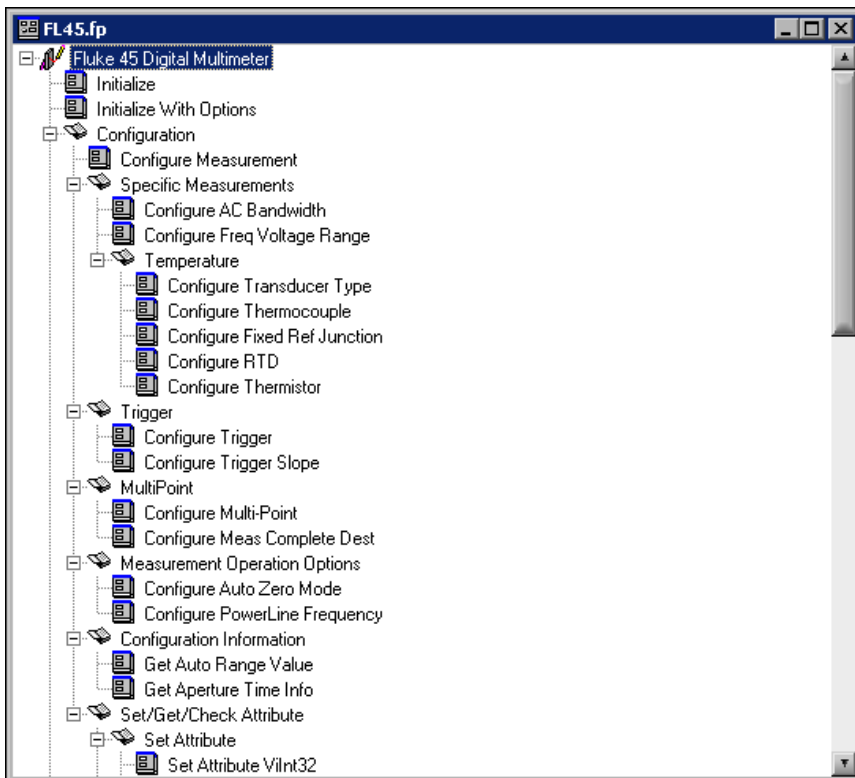 FL45.fp
Fluke 45 Digital Multimeter
Initialize
Initialize With Options
Configuration
Configure Measurement
Specific Measurements
Configure AC Bandwidth
Configure Freq Voltage Range
Temperature
Configure Transducer Type
Configure Thermocouple
Configure Fixed Ref Junction
Configure RTD
Configure Thermistor
Trigger
Configure Trigger
Configure Trigger Slope
MultiPoint
Configure Multi-Point
Configure Meas Complete Dest
Measurement Operation Options
Configure Auto Zero Mode
Configure PowerLine Frequency
Configuration Information
Get Auto Range Value
Get Aperture Time Info
Set/Get/Check Attribute
Set Attribute
Set Attribute ViInt32